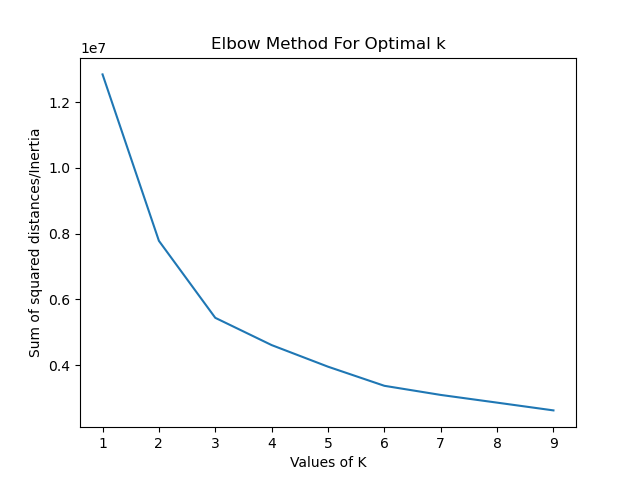 Elbow Method For Optimal k
1e7
1.2
1.0
0.8
0.6
0.4
Sum of squared distances/Inertia
1 2 3 4 5 6 7 8 9
Values of K